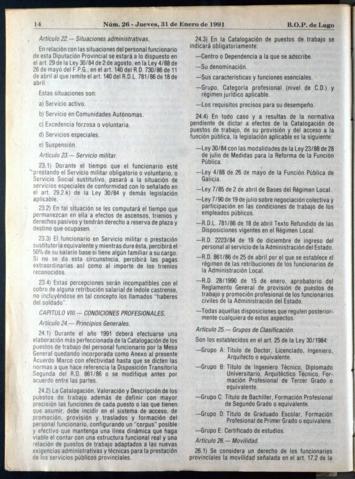 14 Núm. 26 - Jueves, 31 de Enero de 1991 B.O.P. de Lugo
Artículo 22.— Situaciones administrativas.
En relación con las situaciones del personal funcionario
de esta Diputación Provincial se estará a lo dispuesto en
el art. 29 de la Ley 30/84 de 2 de agosto, en la Ley 4/88 de
26 de mayo del F.P.G., en el art. 140 del R.D. 730/86 de 11
de abril que remite el art. 140 del R.D.L. 781/86 de 18 de
abril.
Estas situaciones son:
a) Servicio activo.
b) Servicio en Comunidades Autónomas.
c) Excedencia forzosa o voluntaria.
d) Servicios especiales.
e) Suspensión.
Artículo 23.— Servicio militar.
23.1) Durante el tiempo que el funcionario esté
prestando el Servicio militar obligatorio o voluntario, o
Servicio Social sustitutivo, pasará a la situación de
servicios especiales de conformidad con lo señalado en
el art. 29.2.k) de la Ley 30/84 y demás legislación
aplicable.
23.2) En tal situación se les computará el tiempo que
permanezcan en ella a efectos de ascensos, trienios y
derechos pasivos y tendrán derecho a reserva de plaza y
destino que ocupasen.
23.3) El funcionario en Servicio militar o prestación
sustitutoria equivalente y mientras dure ésta, percibirá el
50% de su salario base si tiene algún familiar a su cargo.
Si no se da esta circunstancia, percibirá las pagas
extraordinarias así como al importe de los trienios
reconocidos.
23.4) Estas percepciones serán incompatibles con el
cobro de alguna retribución salarial de índole castrense,
no incluyéndose en tal concepto los llamados "haberes
del soldado".
CAPITULO VIII — CONDICIONES PROFESIONALES.
Artículo 24.— Principios Generales.
24.1) Durante el año 1991 deberá efectuarse una
elaboración más perfeccionada de la Catalogación de los
puestos de trabajo del personal funcionario por la Mesa
General quedando incorporada como Anexo al presente
Acuerdo Marco con efectividad hasta que se dicten las
normas a que hace referencia la Disposición Transitoria
Segunda del R.D. 861/86 o se modifique antes por
acuerdo entre las partes.
24.2) La Catalogación, Valoración y Descripción de los
puestos de trabajo además de definir con mayor
precisión las funciones de cada puesto o las que tienen
que asumir, debe incidir en el sistema de acceso, de
promoción, provisión y traslados y formación del
personal funcionario, configurando un "corpus" posible
y efectivo que mantenga una línea dinámica que haga
viable el contar con una estructura funcional real y una
relación de puestos de trabajo adaptados a las nuevas
exigencias administrativas y técnicas para la prestación
de los servicios públicos provinciales.
24.3) En la Catalogación de puestos de trabajo se
indicará obligatoriamente:
—Centro o Dependencia a la que se adscribe.
—Su denominación.
—Sus características y funciones esenciales.
—Grupo, Categoría profesional (nivel de C.D.) y
régimen jurídico aplicable.
—Los requisitos precisos para su desempeño.
24.4) En todo caso y a resultas de la normativa
pendiente de dictar a efectos de la Catalogación de
puestos de trabajo, de su provisión y del acceso a la
función pública, la legislación aplicable es la siguiente:
—Ley 30/84 con las modalidades de la Ley 23/88 de 28
de julio de Medidas para la Reforma de la Función
Pública.
—Ley 4/88 de 26 de mayo de la Función Pública de
Galicia.
—Ley 7/85 de 2 de abril de Bases del Régimen Local.
—Ley 7/90 de 19 de julio sobre negociación colectiva y
participación en las condiciones de trabajo de los
empleados públicos.
—R.D.L. 781/86 de 18 de abril Texto Refundido de las
Disposiciones vigentes en el Régimen Local.
—R.D. 2223/84 de 19 de diciembre de ingreso del
personal al servicio de la Administración del Estado.
—R.D. 861/86 de 25 de abril por el que se establece el
régimen de las retribuciones de los funcionarios de
la Administración Local.
—R.D. 28/1990 de 15 de enero, aprobatorio del
Reglamento General de provisión de puestos de
trabajo y promoción profesional de los funcionarios
civiles de la Administración del Estado.
—Todas aquellas disposiciones que regulen posterior-
mente cualquiera de estos aspectos.
Artículo 25.— Grupos de Clasificación.
Son los establecidos en el art. 25 de la Ley 30/1984:
—Grupo A: Título de Doctor, Licenciado, Ingeniero,
Arquitecto o equivalente.
—Grupo B: Título de Ingeniero Técnico, Diplomado
Universitario, Arquitectos Técnico, For-
mación Profesional de Tercer Grado o
equivalente.
—Grupo C: Título de Bachiller, Formación Profesional
de Segundo Grado o equivalente.
—Grupo D: Título de Graduado Escolar, Formación
Profesional de Primer Grado o equivalente.
—Grupo E: Certificado de estudios.
Artículo 26.— Movilidad.
26.1) Se considera un derecho de los funcionarios
provinciales la movilidad señalada en el art. 17.2 de la